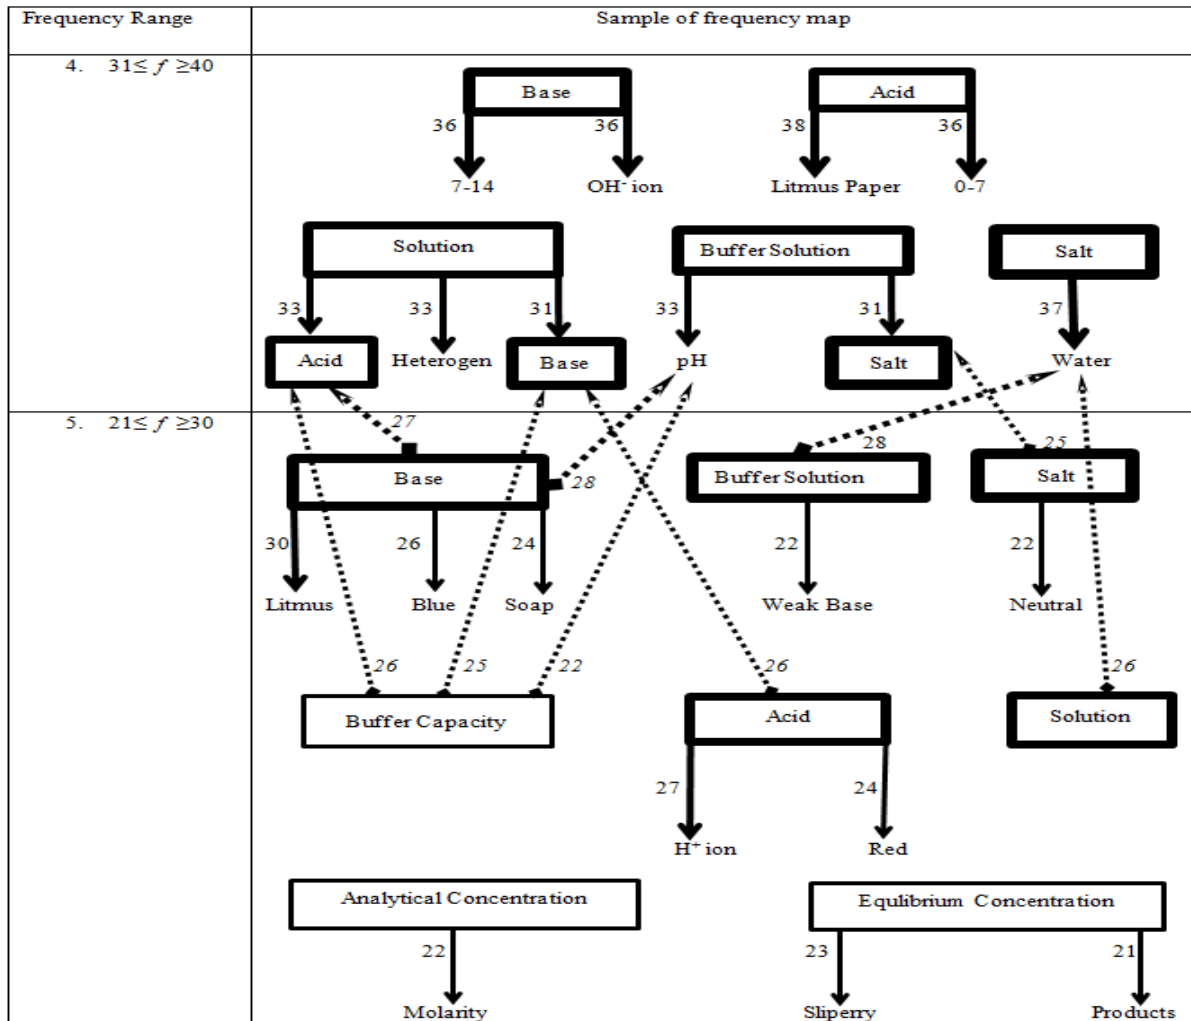 Frequency Range Sample of frequency map
4. 31≤ f ≥40
Base Acid
36 36 38 36
7-14 OH⁻ ion Litmus Paper 0-7
Solution Buffer Solution Salt
33 33 31 33 31 37
Acid Heterogen Base pH Salt Water
5. 21≤ f ≥30
27 28 25
Base 28 Buffer Solution Salt
30 26 24 22 22
Litmus Blue Soap Weak Base Neutral
26 25 22 26 26
Buffer Capacity Acid Solution
27 24
H⁺ ion Red
Analytical Concentration Equlibrium Concentration
22 23 21
Molarity Sliperry Products